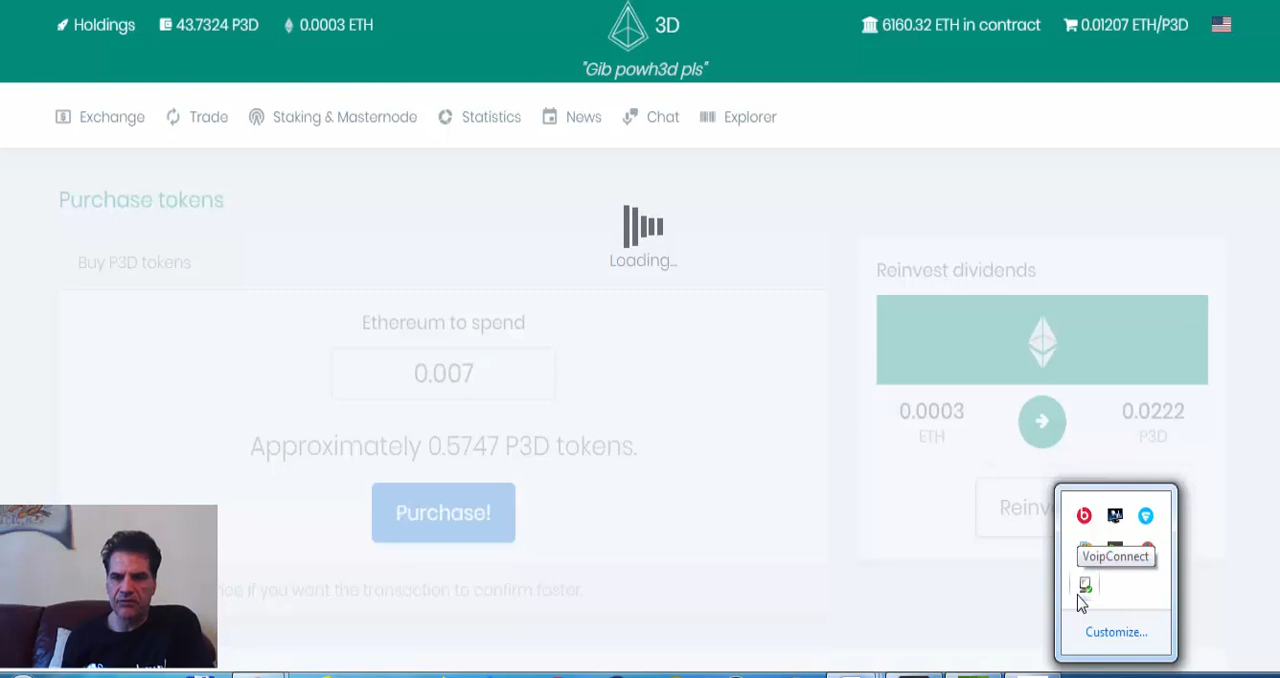 Holdings 43.7324 P3D 0.0003 ETH 3D 6160.32 ETH in contract 0.01207 ETH/P3D
"Gib powh3d pls"
Exchange Trade Staking & Masternode Statistics News Chat Explorer
Purchase tokens
Loading...
Buy P3D tokens
Reinvest dividends
Ethereum to spend
0.007
0.0003 0.0222
ETH P3D
Approximately 0.5747 P3D tokens.
Purchase!
VoipConnect
if you want the transaction to confirm faster.
Customize...